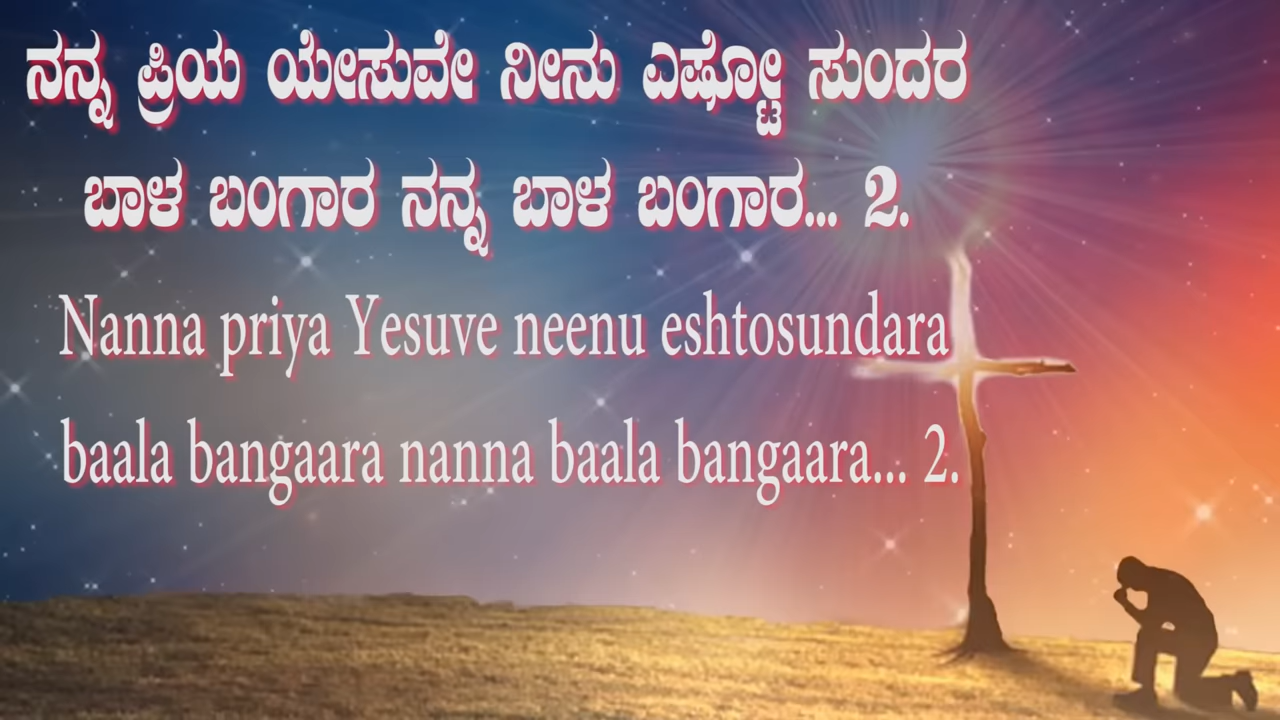 ನನ್ನ ಪ್ರಿಯ ಯೇಸುವೇ ನೀನು ಎಷ್ಟೋ ಸುಂದರ
ಬಾಳ ಬಂಗಾರ ನನ್ನ ಬಾಳ ಬಂಗಾರ... 2.
Nanna priya Yesuve neenu eshtosundara
baala bangaara nanna baala bangaara... 2.